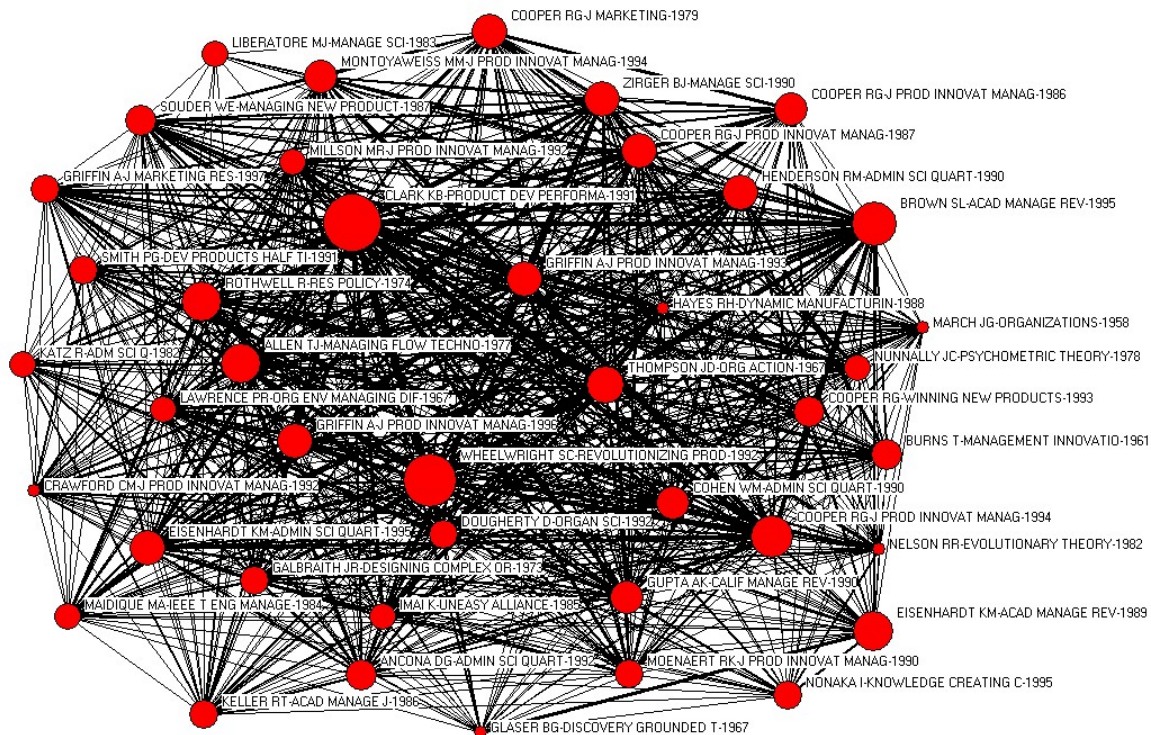 COOPER RG-J MARKETING-1979
LIBERATORE MJ-MANAGE SCI-1983
MONTOYAWEISS MM-J PROD INNOVAT MANAG-1994
ZIRGER BJ-MANAGE SCI-1990
COOPER RG-J PROD INNOVAT MANAG-1986
SOUDER WE-MANAGING NEW PRODUCT-1987
COOPER RG-J PROD INNOVAT MANAG-1987
MILLSON MR-J PROD INNOVAT MANAG-1992
GRIFFIN A-J MARKETING RES-1997
HENDERSON RM-ADMIN SCI QUART-1990
CLARK KB-PRODUCT DEV PERFORMA-1991
BROWN SL-ACAD MANAGE REV-1995
SMITH PG-DEV PRODUCTS HALF TI-1991
GRIFFIN A-J PROD INNOVAT MANAG-1993
ROTHWELL R-RES POLICY-1974
HAYES RH-DYNAMIC MANUFACTURIN-1988
MARCH JG-ORGANIZATIONS-1958
ALLEN TJ-MANAGING FLOW TECHNO-1977
KATZ R-ADM SCI Q-1982
NUNNALLY JC-PSYCHOMETRIC THEORY-1978
THOMPSON JD-ORG ACTION-1967
LAWRENCE PR-ORG ENV MANAGING DIF-1967
COOPER RG-WINNING NEW PRODUCTS-1993
GRIFFIN A-J PROD INNOVAT MANAG-1996
BURNS T-MANAGEMENT INNOVATIO-1961
WHEELWRIGHT SC-REVOLUTIONIZING PROD-1992
CRAWFORD CM-J PROD INNOVAT MANAG-1992
COHEN WM-ADMIN SCI QUART-1990
DOUGHERTY D-ORGAN SCI-1992
COOPER RG-J PROD INNOVAT MANAG-1994
EISENHARDT KM-ADMIN SCI QUART-1995
NELSON RR-EVOLUTIONARY THEORY-1982
GALBRAITH JR-DESIGNING COMPLEX OR-1973
GUPTA AK-CALIF MANAGE REV-1990
MAIDIQUE MA-IEEE T ENG MANAGE-1984
IMAI K-UNEASY ALLIANCE-1985
EISENHARDT KM-ACAD MANAGE REV-1989
ANCONA DG-ADMIN SCI QUART-1992
MOENAERT RK-J PROD INNOVAT MANAG-1990
NONAKA I-KNOWLEDGE CREATING C-1995
KELLER RT-ACAD MANAGE J-1986
GLASER BG-DISCOVERY GROUNDED T-1967